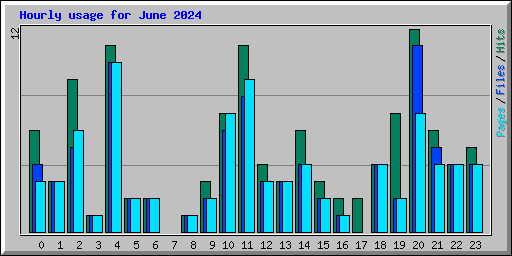 Hourly usage for June 2024
12
Pages/Files/Hits
0 1 2 3 4 5 6 7 8 9 10 11 12 13 14 15 16 17 18 19 20 21 22 23